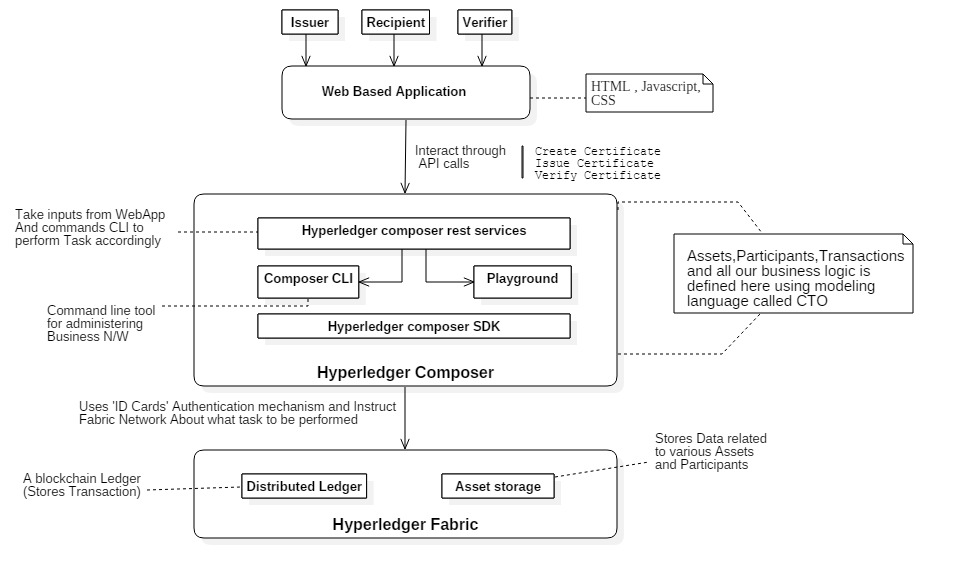 Issuer
Recipient
Verifier
Web Based Application
HTML , Javascript,
CSS
Interact through
API calls
Create Certificate
Issue Certificate
Verify Certificate
Take inputs from WebApp
And commands CLI to
perform Task accordingly
Hyperledger composer rest services
Composer CLI
Playground
Assets,Participants,Transactions
and all our business logic is
defined here using modeling
language called CTO
Command line tool
for administering
Business N/W
Hyperledger composer SDK
Hyperledger Composer
Uses 'ID Cards' Authentication mechanism and Instruct
Fabric Network About what task to be performed
Stores Data related
to various Assets
and Participants
A blockchain Ledger
(Stores Transaction)
Distributed Ledger
Asset storage
Hyperledger Fabric